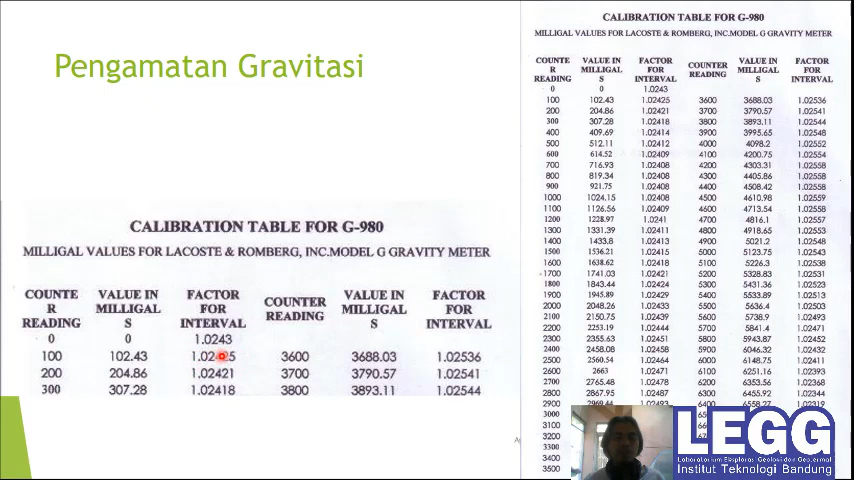 Pengamatan Gravitasi
CALIBRATION TABLE FOR G-980
MILLIGAL VALUES FOR LACOSTE & ROMBERG, INC.MODEL G GRAVITY METER
COUNTE R READING VALUE IN MILLIGAL S FACTOR FOR INTERVAL COUNTER READING VALUE IN MILLIGAL S FACTOR FOR INTERVAL
0 0 1.0243
100 102.43 3600 3688.03 1.02536
200 204.86 1.02421 3700 3790.57 1.02541
300 307.28 1.02418 3800 3893.11 1.02544
CALIBRATION TABLE FOR G-980
MILLIGAL VALUES FOR LACOSTE & ROMBERG, INC.MODEL G GRAVITY METER
COUNTE R READING VALUE IN MILLIGAL S FACTOR FOR INTERVAL COUNTER READING VALUE IN MILLIGAL S FACTOR FOR INTERVAL
0 0 1.0243
100 102.43 1.02425 3600 3688.03 1.02536
200 204.86 1.02421 3700 3790.57 1.02541
300 307.28 1.02418 3800 3893.11 1.02544
400 409.69 1.02414 3900 3995.65 1.02548
500 512.11 1.02412 4000 4098.2 1.02552
600 614.52 1.02409 4100 4200.75 1.02554
700 716.93 1.02409 4200 4303.31 1.02558
800 819.34 1.02408 4300 4405.86 1.02558
900 921.75 1.02408 4400 4508.42 1.02558
1000 1024.15 1.02408 4500 4610.98 1.02559
1100 1126.56 1.02409 4600 4713.54 1.02558
1200 1228.97 1.0241 4700 4816.1 1.02557
1300 1331.39 1.02411 4800 4918.65 1.02553
1400 1433.8 1.02413 4900 5021.2 1.02548
1500 1536.21 1.02415 5000 5123.75 1.02543
1600 1638.62 1.02418 5100 5226.3 1.02538
1700 1741.03 1.02421 5200 5328.83 1.02531
1800 1843.44 1.02424 5300 5431.36 1.02523
1900 1945.89 1.02429 5400 5533.89 1.02513
2000 2048.26 1.02433 5500 5636.4 1.02503
2100 2150.75 1.02439 5600 5738.9 1.02493
2200 2253.19 1.02444 5700 5841.4 1.02471
2300 2355.63 1.02451 5800 5943.87 1.02452
2400 2458.08 1.02458 5900 6046.32 1.02432
2500 2560.54 1.02464 6000 6148.75 1.02411
2600 2663 1.02471 6100 6251.16 1.02393
2700 2765.48 1.02478 6200 6353.56 1.02368
2800 2867.95 1.02487 6300 6455.92 1.02344
2900 6400
3000
3100
3200
3300
3400
3500
LEGG
Laboratorium Eksplorasi Geologi dan Geotermal
Institut Teknologi Bandung